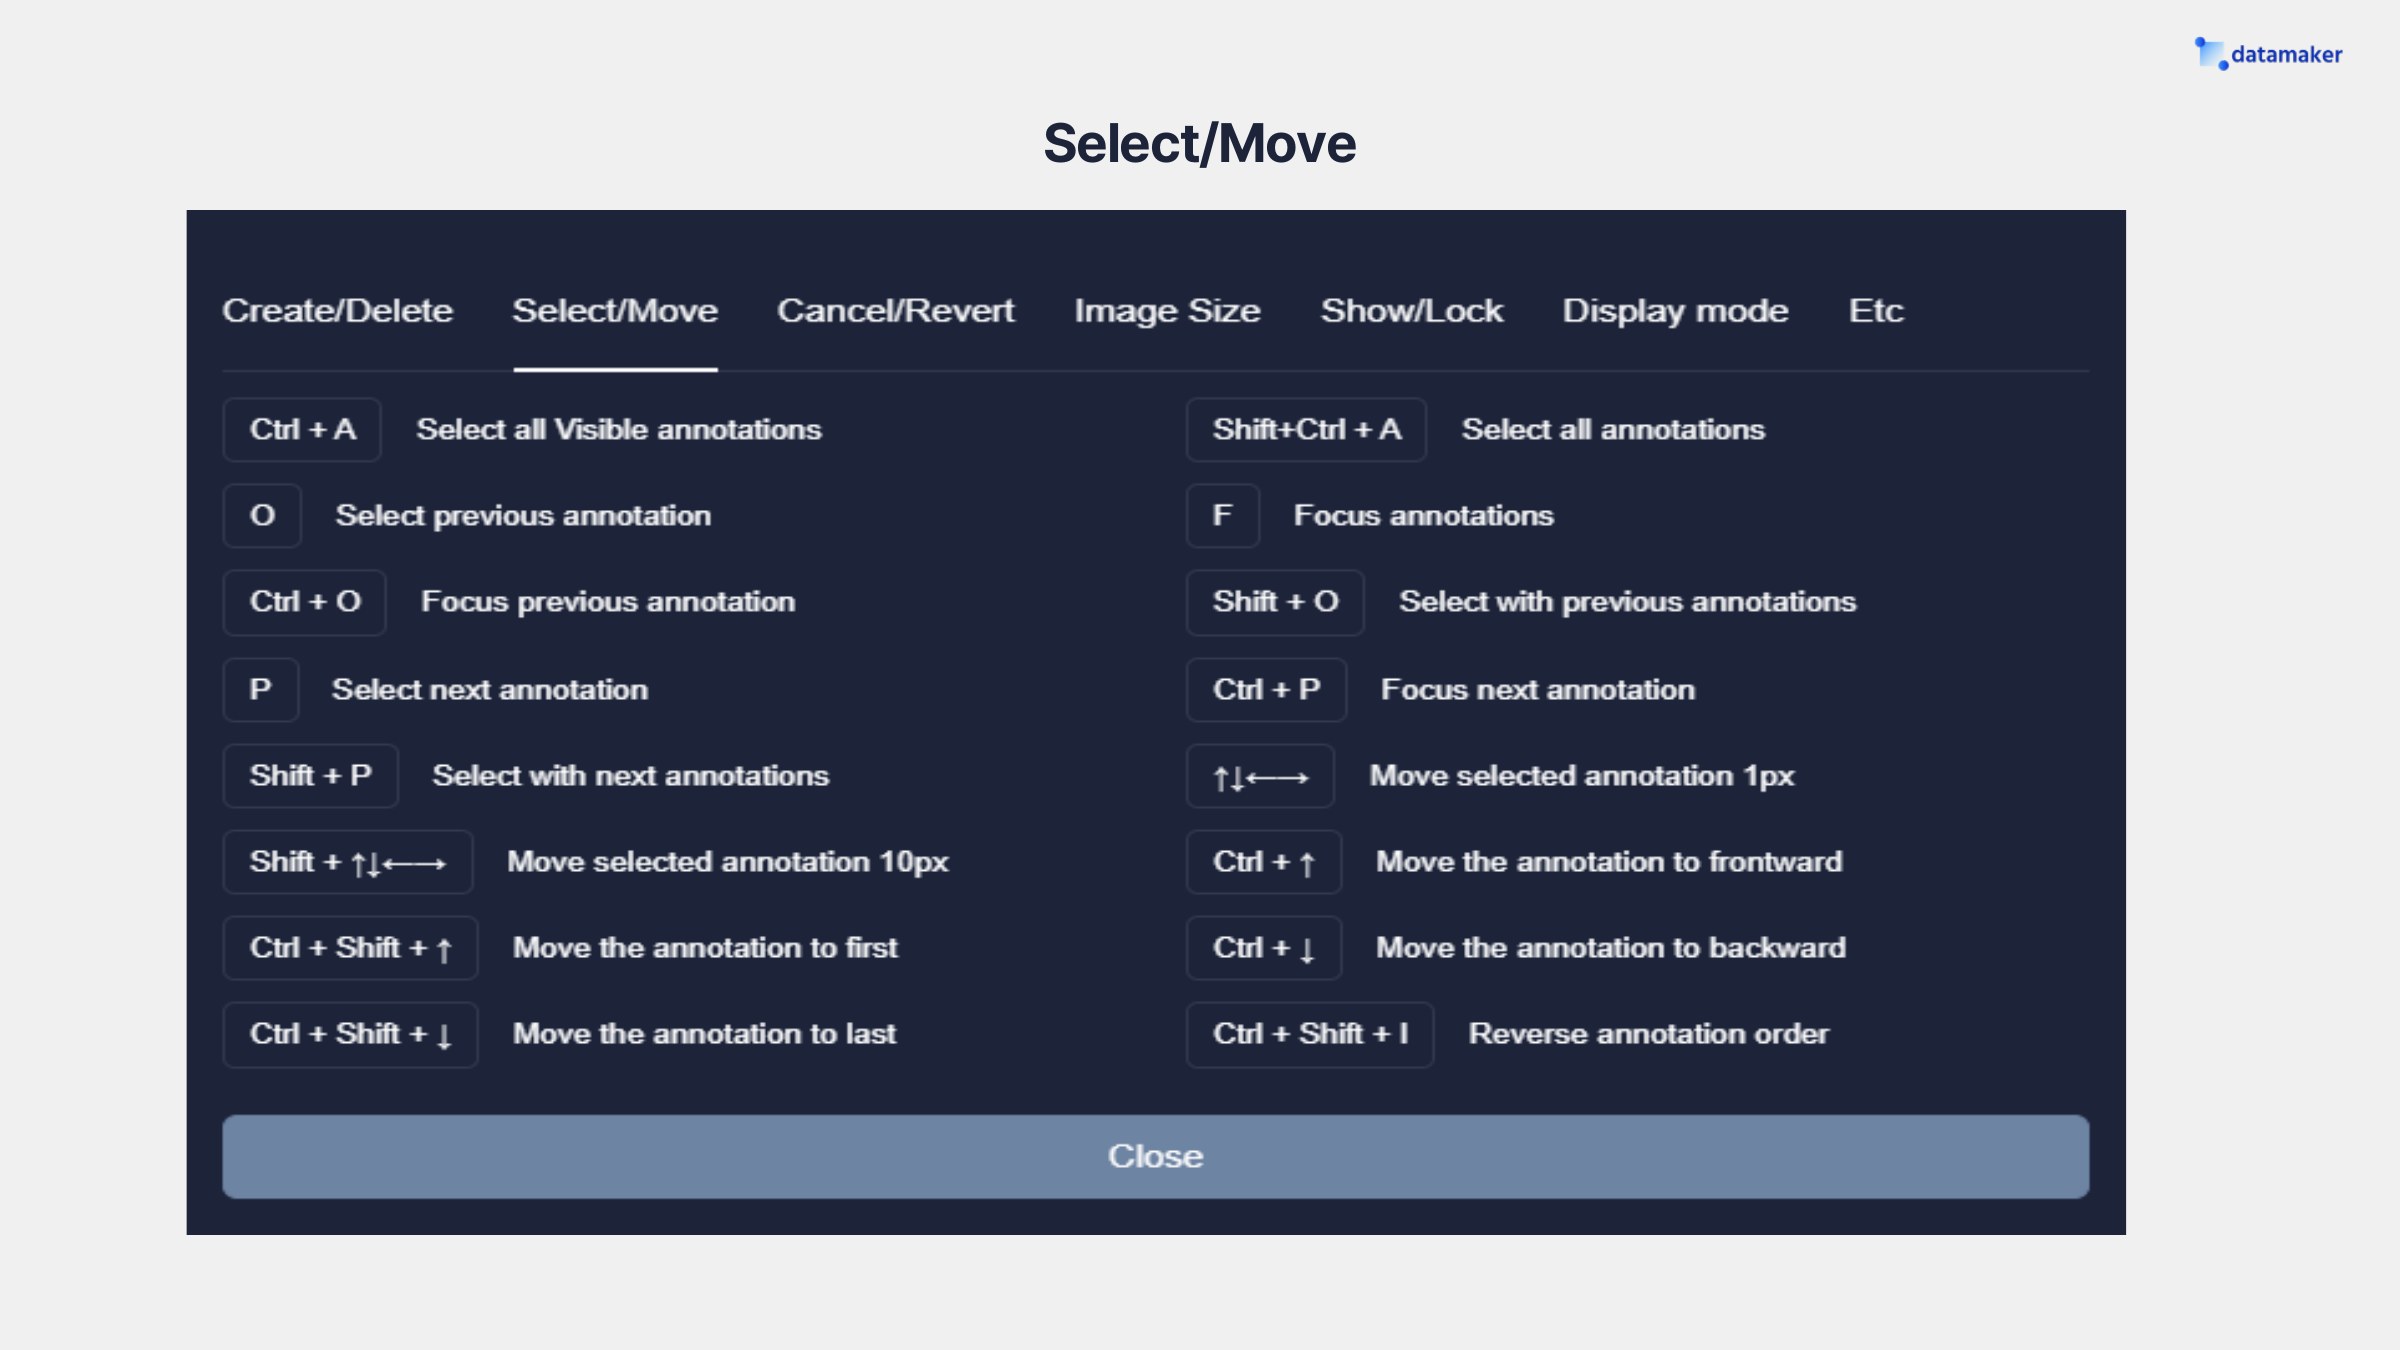 datamaker
Select/Move
Create/Delete Select/Move Cancel/Revert Image Size Show/Lock Display mode Etc
Ctrl + A Select all Visible annotations Shift+Ctrl + A Select all annotations
O Select previous annotation F Focus annotations
Ctrl + O Focus previous annotation Shift + O Select with previous annotations
P Select next annotation Ctrl + P Focus next annotation
Shift + P Select with next annotations ↑↓←→ Move selected annotation 1px
Shift + ↑↓←→ Move selected annotation 10px Ctrl + ↑ Move the annotation to frontward
Ctrl + Shift + ↑ Move the annotation to first Ctrl + ↓ Move the annotation to backward
Ctrl + Shift + ↓ Move the annotation to last Ctrl + Shift + I Reverse annotation order
Close